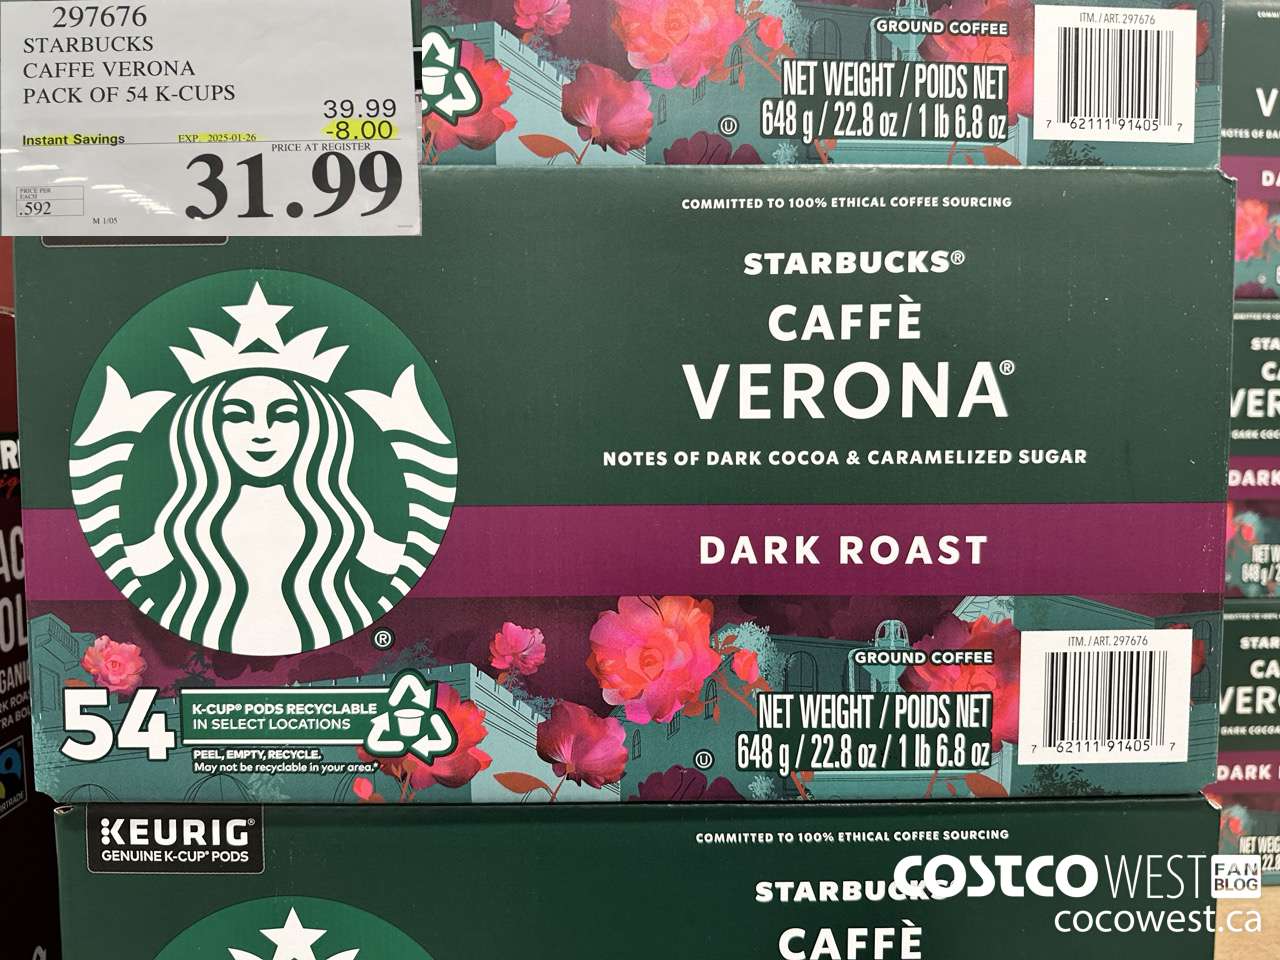 297676
STARBUCKS
CAFFE VERONA
PACK OF 54 K-CUPS
39.99
Instant Savings EXP. 2025-01-26 -8.00
PRICE AT REGISTER
31.99
PRICE PER
EACH
.592
M 1/05
GROUND COFFEE
NET WEIGHT / POIDS NET
648 g / 22.8 oz / 1 lb 6.8 oz
U
ITM. / ART. 297676
7 62111 91405 7
COMMITTED TO 100% ETHICAL COFFEE SOURCING
STARBUCKS®
CAFFÈ
VERONA®
NOTES OF DARK COCOA & CARAMELIZED SUGAR
DARK ROAST
®
54
K-CUP® PODS RECYCLABLE
IN SELECT LOCATIONS
PEEL, EMPTY, RECYCLE.
May not be recyclable in your area.*
GROUND COFFEE
NET WEIGHT / POIDS NET
648 g / 22.8 oz / 1 lb 6.8 oz
U
ITM. / ART. 297676
7 62111 91405 7
KEURIG®
GENUINE K-CUP® PODS
COMMITTED TO 100% ETHICAL COFFEE SOURCING
STARBUCKS
CAFFÈ
COSTCO WEST FAN BLOG
cocowest.ca
DARK